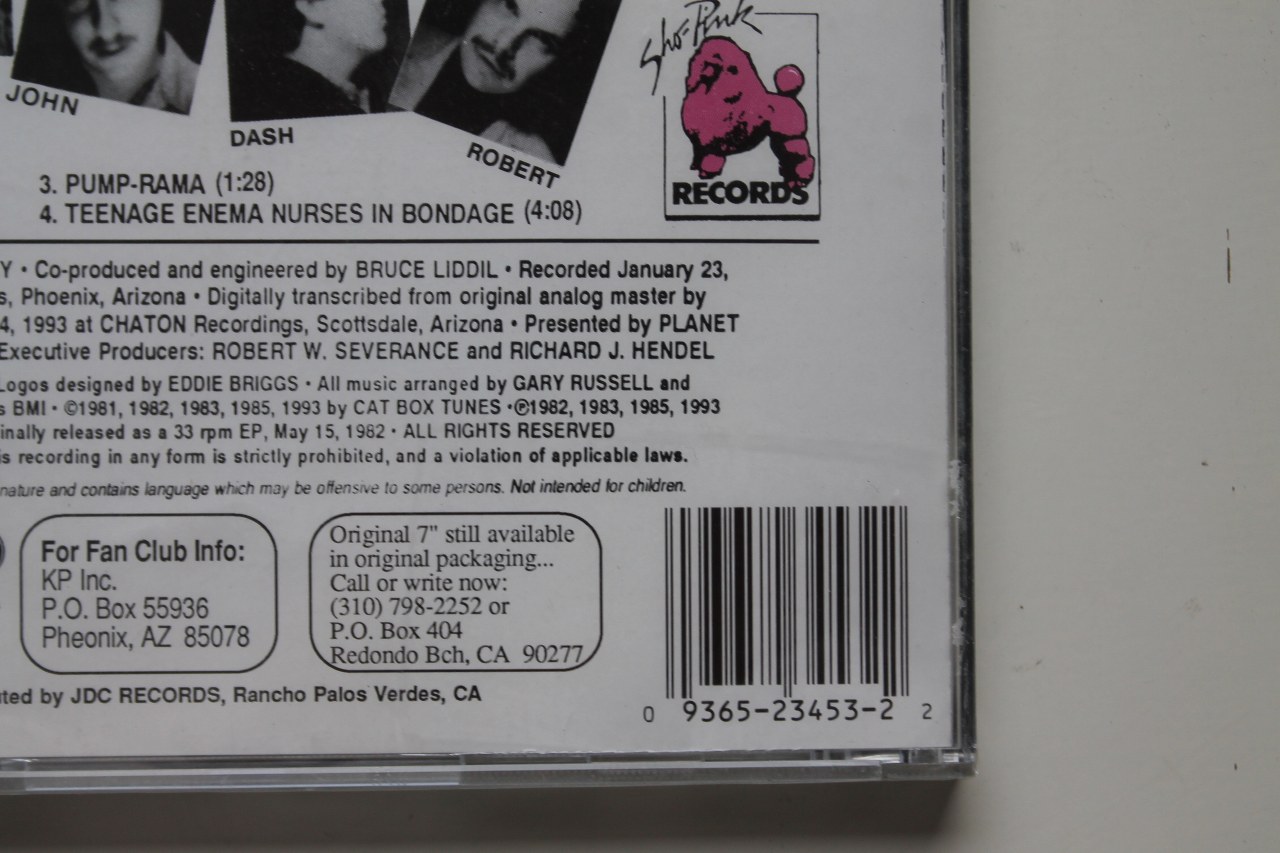 Sho-Pink
RECORDS
JOHN
DASH
ROBERT
3. PUMP-RAMA (1:28)
4. TEENAGE ENEMA NURSES IN BONDAGE (4:08)
Y • Co-produced and engineered by BRUCE LIDDIL • Recorded January 23,
s, Phoenix, Arizona • Digitally transcribed from original analog master by
4, 1993 at CHATON Recordings, Scottsdale, Arizona • Presented by PLANET
Executive Producers: ROBERT W. SEVERANCE and RICHARD J. HENDEL
Logos designed by EDDIE BRIGGS • All music arranged by GARY RUSSELL and
s BMI • ©1981, 1982, 1983, 1985, 1993 by CAT BOX TUNES • ℗1982, 1983, 1985, 1993
inally released as a 33 rpm EP, May 15, 1982 • ALL RIGHTS RESERVED
is recording in any form is strictly prohibited, and a violation of applicable laws.
nature and contains language which may be offensive to some persons. Not intended for children.
For Fan Club Info:
KP Inc.
P.O. Box 55936
Pheonix, AZ 85078
Original 7" still available
in original packaging...
Call or write now:
(310) 798-2252 or
P.O. Box 404
Redondo Bch, CA 90277
uted by JDC RECORDS, Rancho Palos Verdes, CA
0 9365-23453-2 2